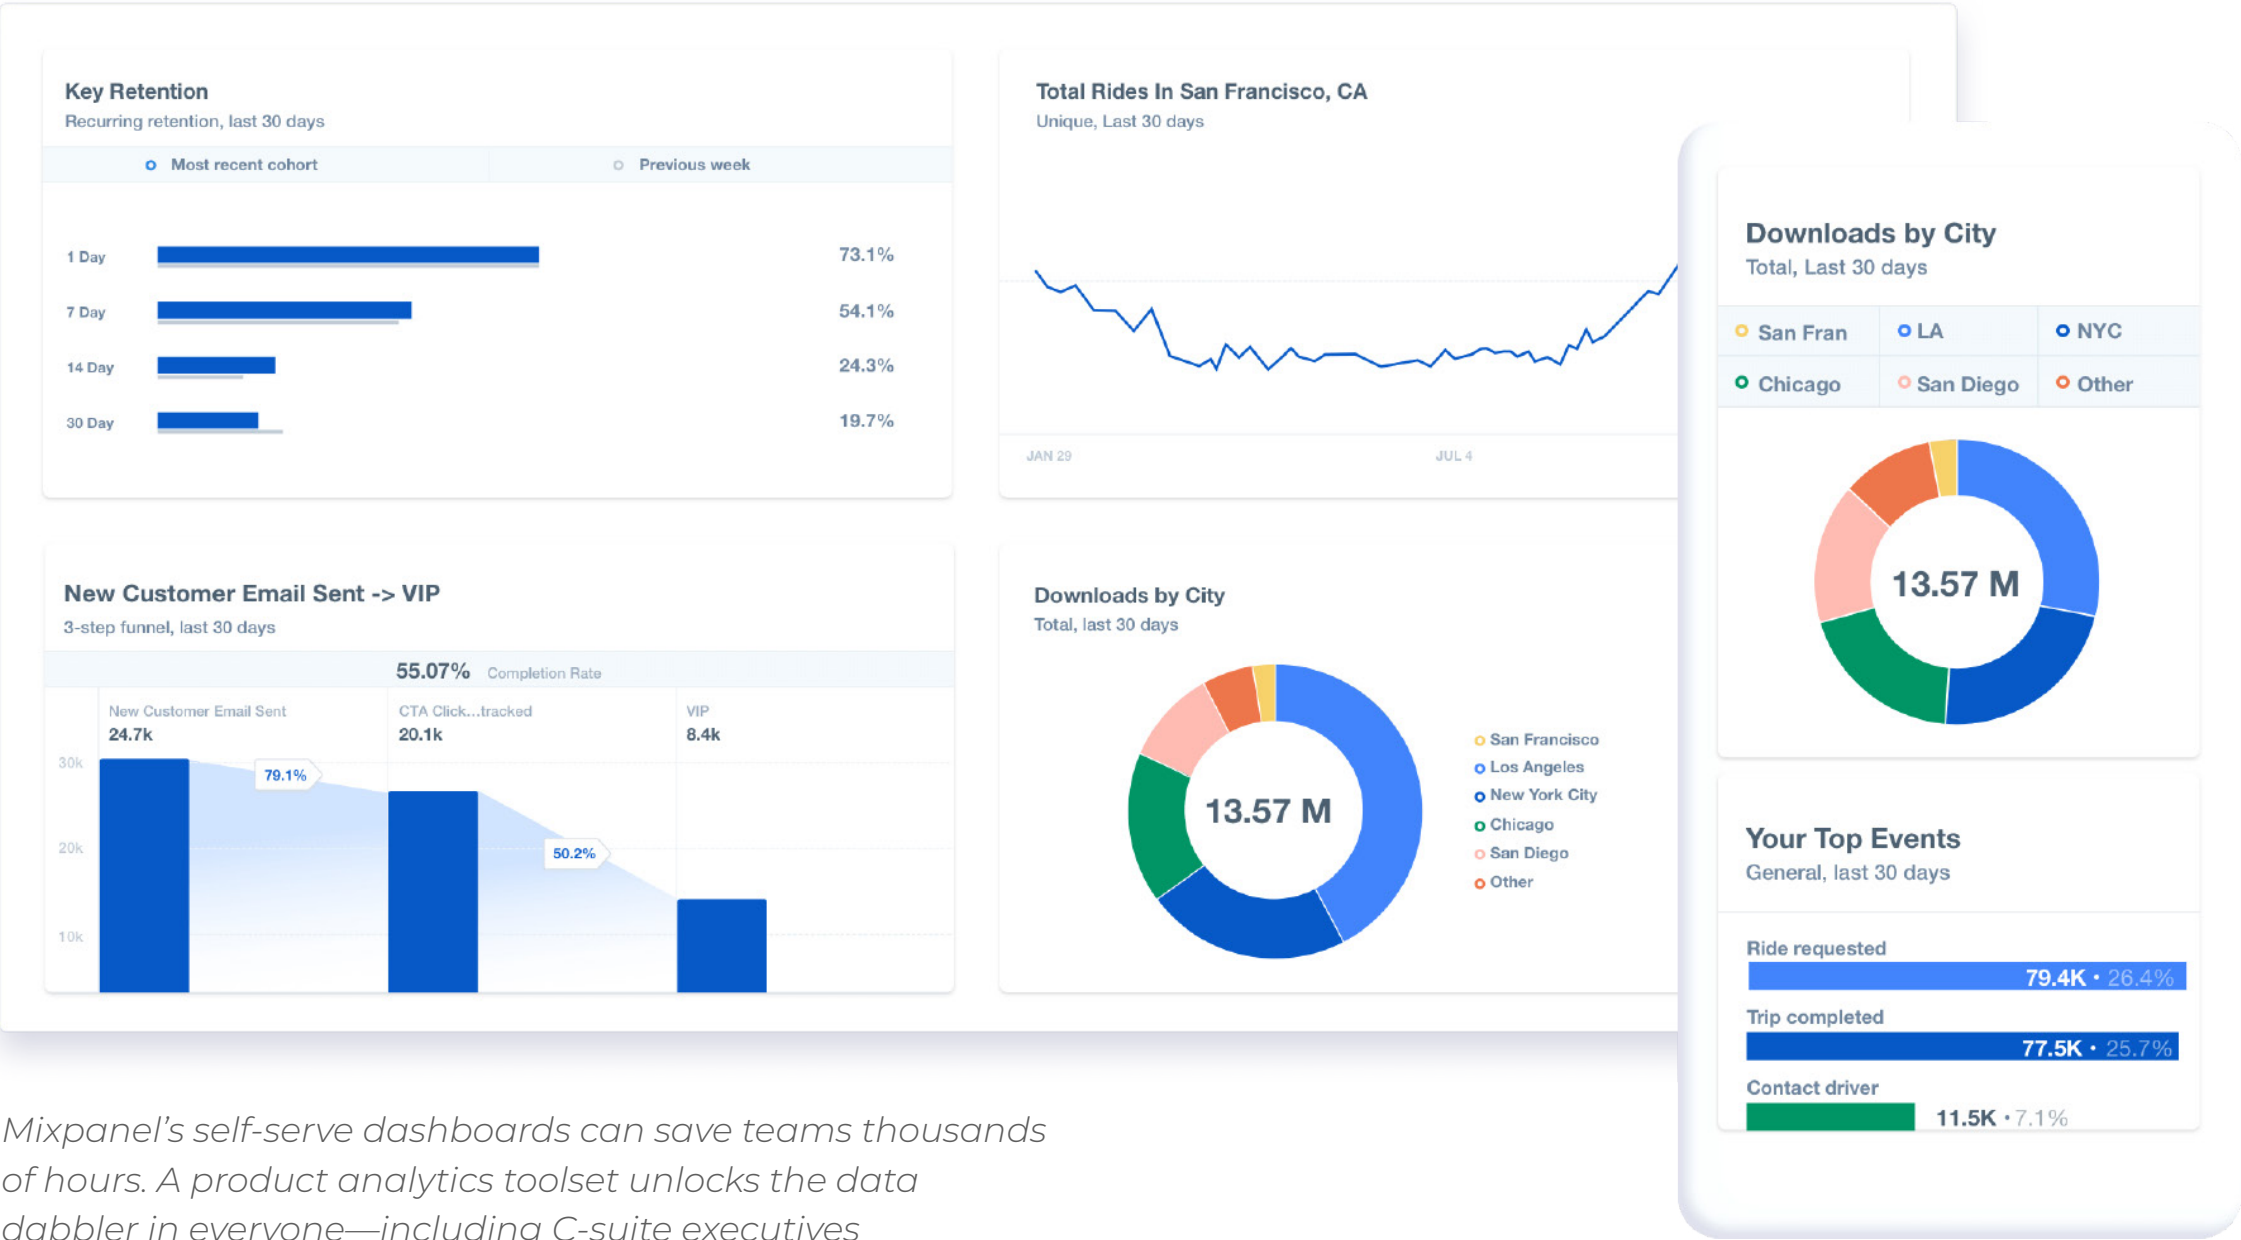 Key Retention
Recurring retention, last 30 days
Most recent cohort
Previous week
1 Day
73.1%
7 Day
54.1%
14 Day
24.3%
30 Day
19.7%
Total Rides In San Francisco, CA
Unique, Last 30 days
JAN 29
JUL 4
New Customer Email Sent -> VIP
3-step funnel, last 30 days
55.07% Completion Rate
New Customer Email Sent
24.7k
CTA Click...tracked
20.1k
VIP
8.4k
30k
20k
10k
79.1%
50.2%
Downloads by City
Total, last 30 days
13.57 M
San Francisco
Los Angeles
New York City
Chicago
San Diego
Other
Downloads by City
Total, Last 30 days
San Fran
LA
NYC
Chicago
San Diego
Other
13.57 M
Your Top Events
General, last 30 days
Ride requested
79.4K • 26.4%
Trip completed
77.5K • 25.7%
Contact driver
11.5K • 7.1%
Mixpanel’s self-serve dashboards can save teams thousands
of hours. A product analytics toolset unlocks the data
dabbler in everyone—including C-suite executives